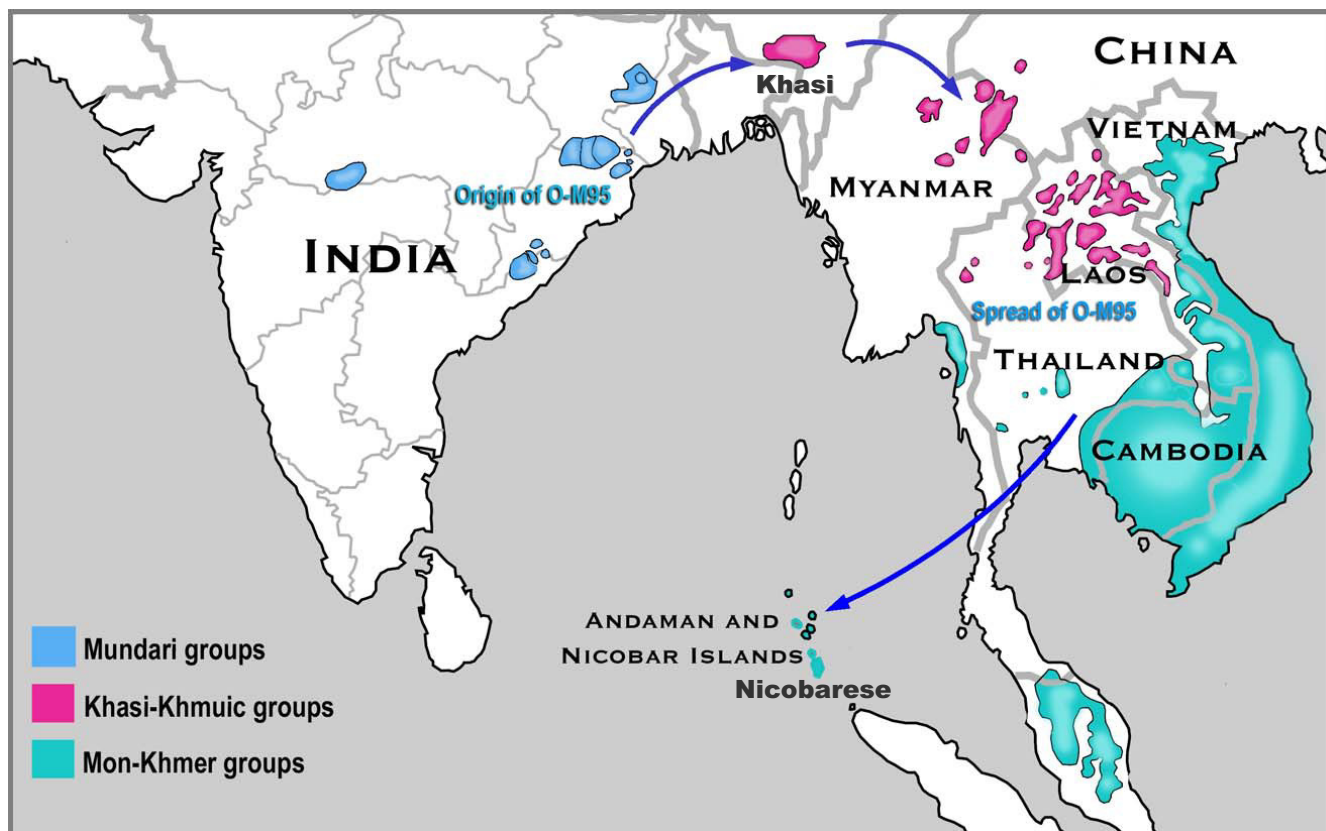 CHINA
Khasi
VIETNAM
MYANMAR
Origin of O-M95
INDIA
LAOS
Spread of O-M95
THAILAND
CAMBODIA
ANDAMAN AND
NICOBAR ISLANDS
Nicobarese
Mundari groups
Khasi-Khmuic groups
Mon-Khmer groups